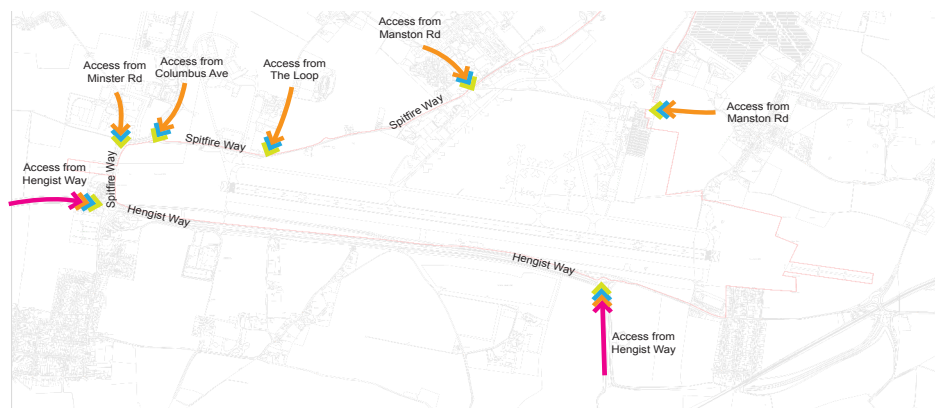 Access from
Manston Rd
Access from
Minster Rd
Access from
Columbus Ave
Access from
The Loop
Spitfire Way
Access from
Manston Rd
Spitfire Way
Access from
Hengist Way
Spitfire Way
Hengist Way
Hengist Way
Access from
Hengist Way